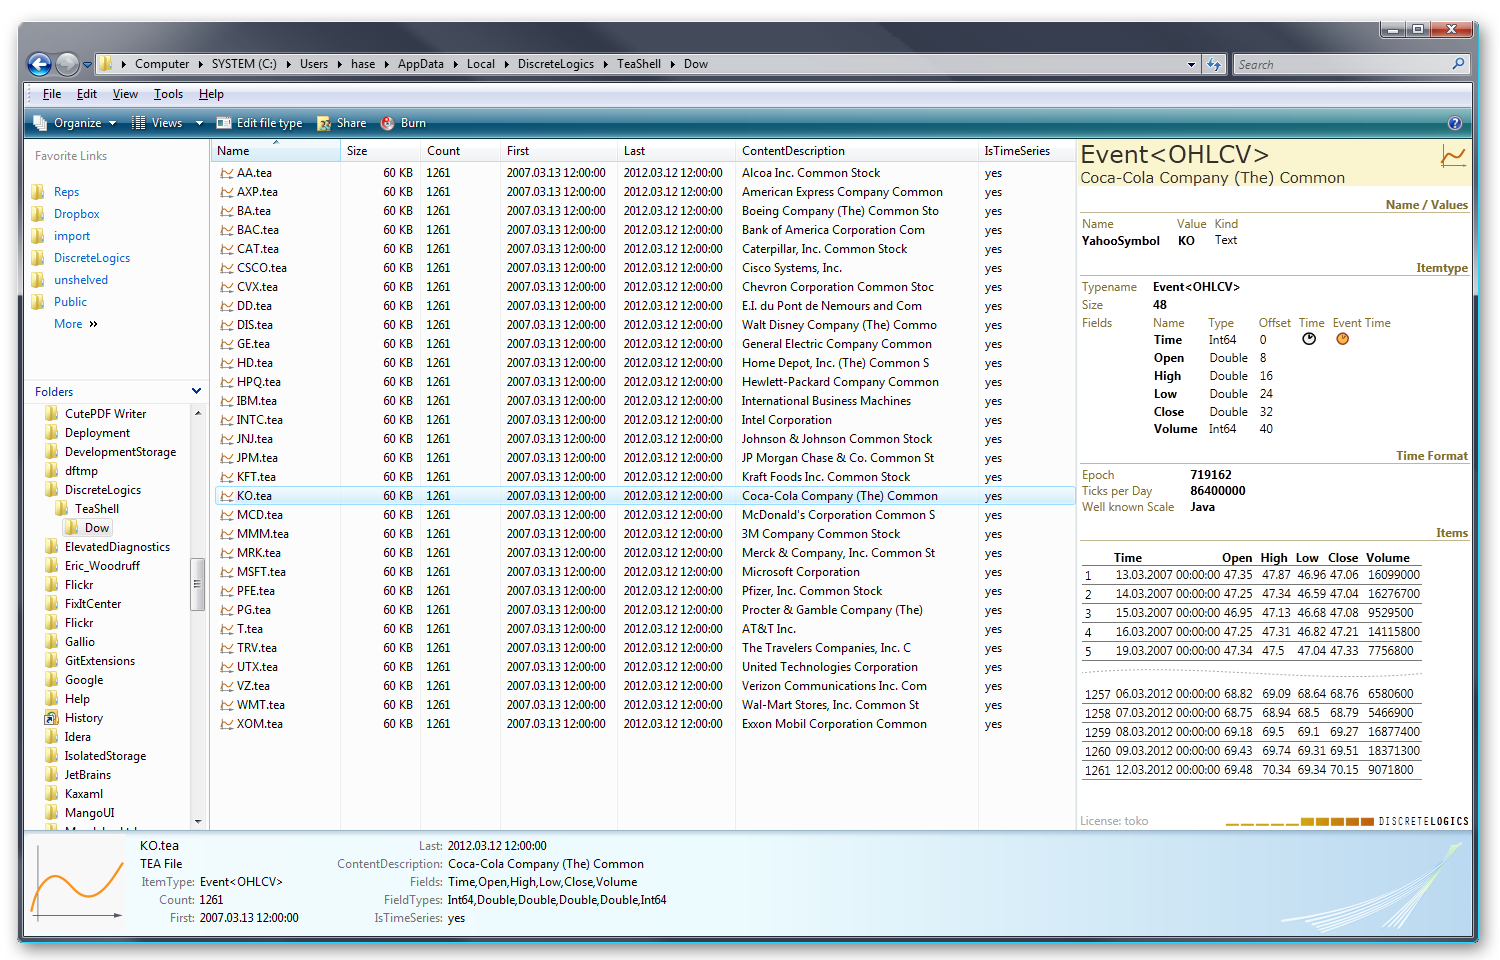 Computer ▸ SYSTEM (C:) ▸ Users ▸ hase ▸ AppData ▸ Local ▸ DiscreteLogics ▸ TeaShell ▸ Dow
Search
File Edit View Tools Help
Organize Views Edit file type Share Burn
Favorite Links
Reps
Dropbox
import
DiscreteLogics
unshelved
Public
More »
Folders
CutePDF Writer
Deployment
DevelopmentStorage
dftmp
DiscreteLogics
TeaShell
Dow
ElevatedDiagnostics
Eric_Woodruff
Flickr
FixItCenter
Flickr
Gallio
GitExtensions
Google
Help
History
Idera
IsolatedStorage
JetBrains
Kaxaml
MangoUI
Name Size Count First Last ContentDescription IsTimeSeries
AA.tea 60 KB 1261 2007.03.13 12:00:00 2012.03.12 12:00:00 Alcoa Inc. Common Stock yes
AXP.tea 60 KB 1261 2007.03.13 12:00:00 2012.03.12 12:00:00 American Express Company Common yes
BA.tea 60 KB 1261 2007.03.13 12:00:00 2012.03.12 12:00:00 Boeing Company (The) Common Sto yes
BAC.tea 60 KB 1261 2007.03.13 12:00:00 2012.03.12 12:00:00 Bank of America Corporation Com yes
CAT.tea 60 KB 1261 2007.03.13 12:00:00 2012.03.12 12:00:00 Caterpillar, Inc. Common Stock yes
CSCO.tea 60 KB 1261 2007.03.13 12:00:00 2012.03.12 12:00:00 Cisco Systems, Inc. yes
CVX.tea 60 KB 1261 2007.03.13 12:00:00 2012.03.12 12:00:00 Chevron Corporation Common Stoc yes
DD.tea 60 KB 1261 2007.03.13 12:00:00 2012.03.12 12:00:00 E.I. du Pont de Nemours and Com yes
DIS.tea 60 KB 1261 2007.03.13 12:00:00 2012.03.12 12:00:00 Walt Disney Company (The) Commo yes
GE.tea 60 KB 1261 2007.03.13 12:00:00 2012.03.12 12:00:00 General Electric Company Common yes
HD.tea 60 KB 1261 2007.03.13 12:00:00 2012.03.12 12:00:00 Home Depot, Inc. (The) Common S yes
HPQ.tea 60 KB 1261 2007.03.13 12:00:00 2012.03.12 12:00:00 Hewlett-Packard Company Common yes
IBM.tea 60 KB 1261 2007.03.13 12:00:00 2012.03.12 12:00:00 International Business Machines yes
INTC.tea 60 KB 1261 2007.03.13 12:00:00 2012.03.12 12:00:00 Intel Corporation yes
JNJ.tea 60 KB 1261 2007.03.13 12:00:00 2012.03.12 12:00:00 Johnson & Johnson Common Stock yes
JPM.tea 60 KB 1261 2007.03.13 12:00:00 2012.03.12 12:00:00 JP Morgan Chase & Co. Common St yes
KFT.tea 60 KB 1261 2007.03.13 12:00:00 2012.03.12 12:00:00 Kraft Foods Inc. Common Stock yes
KO.tea 60 KB 1261 2007.03.13 12:00:00 2012.03.12 12:00:00 Coca-Cola Company (The) Common yes
MCD.tea 60 KB 1261 2007.03.13 12:00:00 2012.03.12 12:00:00 McDonald's Corporation Common S yes
MMM.tea 60 KB 1261 2007.03.13 12:00:00 2012.03.12 12:00:00 3M Company Common Stock yes
MRK.tea 60 KB 1261 2007.03.13 12:00:00 2012.03.12 12:00:00 Merck & Company, Inc. Common St yes
MSFT.tea 60 KB 1261 2007.03.13 12:00:00 2012.03.12 12:00:00 Microsoft Corporation yes
PFE.tea 60 KB 1261 2007.03.13 12:00:00 2012.03.12 12:00:00 Pfizer, Inc. Common Stock yes
PG.tea 60 KB 1261 2007.03.13 12:00:00 2012.03.12 12:00:00 Procter & Gamble Company (The) yes
T.tea 60 KB 1261 2007.03.13 12:00:00 2012.03.12 12:00:00 AT&T Inc. yes
TRV.tea 60 KB 1261 2007.03.13 12:00:00 2012.03.12 12:00:00 The Travelers Companies, Inc. C yes
UTX.tea 60 KB 1261 2007.03.13 12:00:00 2012.03.12 12:00:00 United Technologies Corporation yes
VZ.tea 60 KB 1261 2007.03.13 12:00:00 2012.03.12 12:00:00 Verizon Communications Inc. Com yes
WMT.tea 60 KB 1261 2007.03.13 12:00:00 2012.03.12 12:00:00 Wal-Mart Stores, Inc. Common St yes
XOM.tea 60 KB 1261 2007.03.13 12:00:00 2012.03.12 12:00:00 Exxon Mobil Corporation Common yes
Event<OHLCV>
Coca-Cola Company (The) Common
Name / Values
Name Value Kind
YahooSymbol KO Text
Itemtype
Typename Event<OHLCV>
Size 48
Fields Name Type Offset Time Event Time
Time Int64 0
Open Double 8
High Double 16
Low Double 24
Close Double 32
Volume Int64 40
Time Format
Epoch 719162
Ticks per Day 86400000
Well known Scale Java
Items
Time Open High Low Close Volume
1 13.03.2007 00:00:00 47.35 47.87 46.96 47.06 16099000
2 14.03.2007 00:00:00 47.25 47.34 46.59 47.04 16276700
3 15.03.2007 00:00:00 46.95 47.13 46.68 47.08 9529500
4 16.03.2007 00:00:00 47.25 47.31 46.82 47.21 14115800
5 19.03.2007 00:00:00 47.34 47.5 47.04 47.33 7756800
1257 06.03.2012 00:00:00 68.82 69.09 68.64 68.76 6580600
1258 07.03.2012 00:00:00 68.75 68.94 68.5 68.79 5466900
1259 08.03.2012 00:00:00 69.18 69.5 69.1 69.27 16877400
1260 09.03.2012 00:00:00 69.43 69.74 69.31 69.51 18371300
1261 12.03.2012 00:00:00 69.48 70.34 69.34 70.15 9071800
License: toko DISCRETELOGICS
KO.tea Last: 2012.03.12 12:00:00
TEA File ContentDescription: Coca-Cola Company (The) Common
ItemType: Event<OHLCV> Fields: Time,Open,High,Low,Close,Volume
Count: 1261 FieldTypes: Int64,Double,Double,Double,Double,Int64
First: 2007.03.13 12:00:00 IsTimeSeries: yes